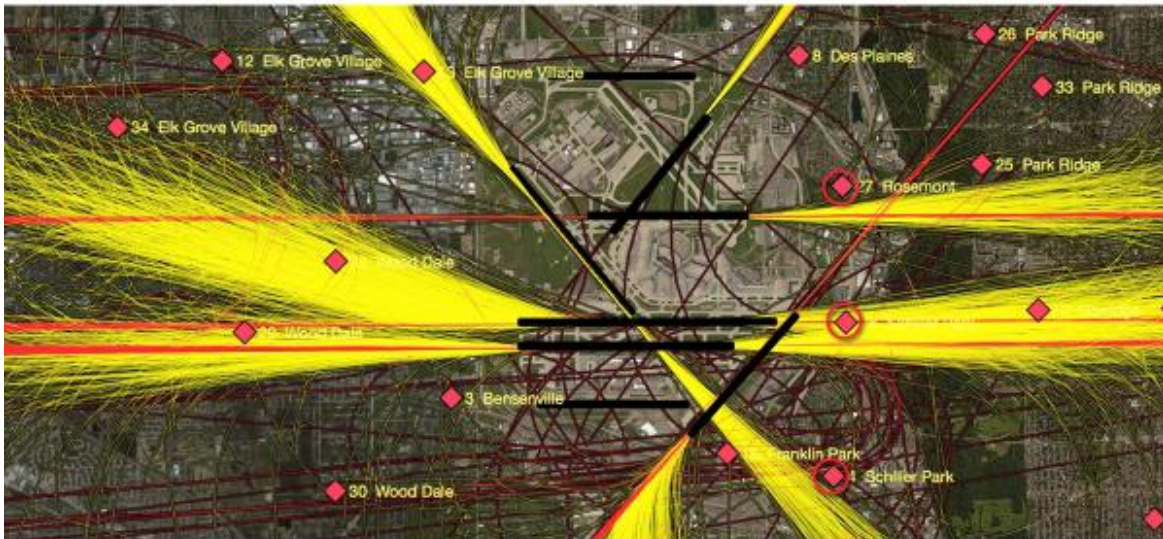 26 Park Ridge
8 Des Plaines
12 Elk Grove Village
Elk Grove Village
33 Park Ridge
34 Elk Grove Village
25 Park Ridge
27 Rosemont
Wood Dale
Wood Dale
3 Bensenville
Franklin Park
4 Schiller Park
30 Wood Dale